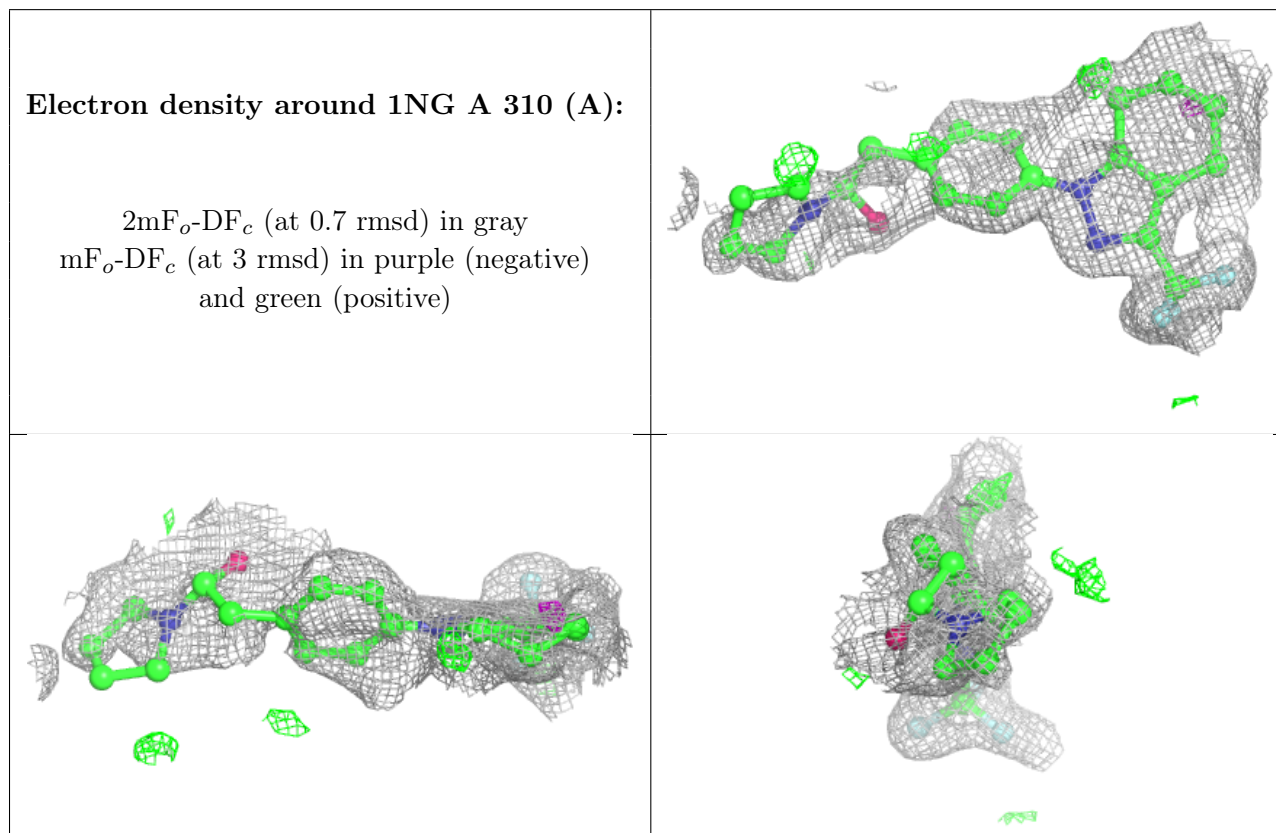 Electron density around 1NG A 310 (A):
2mFo-DFc (at 0.7 rmsd) in gray
mFo-DFc (at 3 rmsd) in purple (negative)
and green (positive)